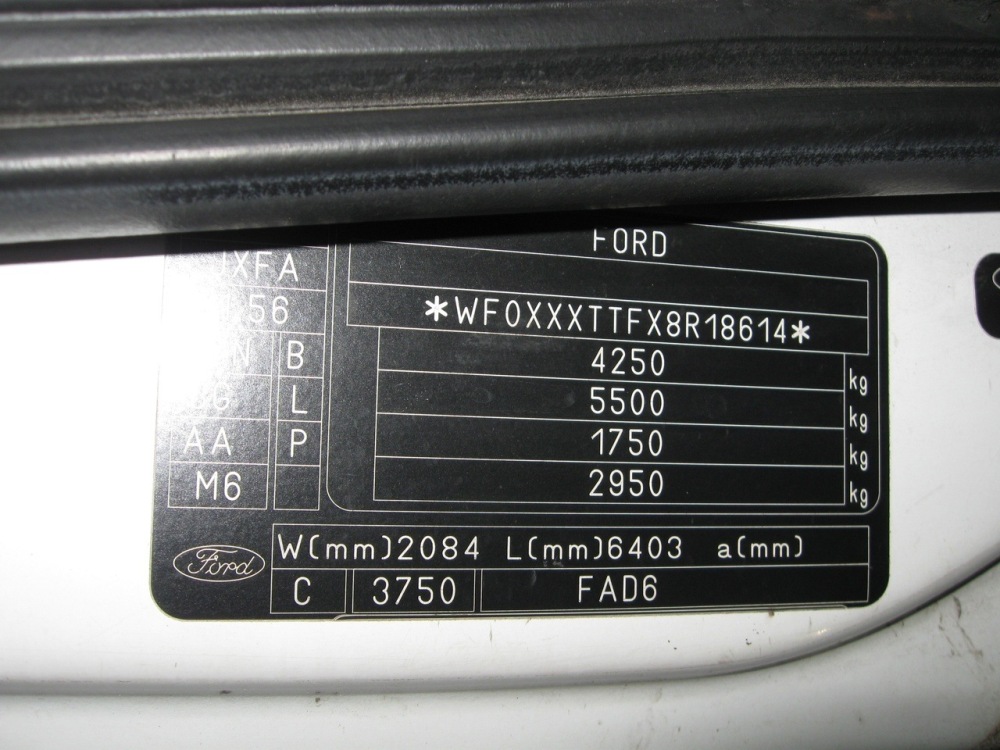 FORD
XFA
*WF0XXXTTFX8R18614*
56
B 4250 kg
L 5500 kg
AA P 1750 kg
M6 2950 kg
W(mm)2084 L(mm)6403 a(mm)
Ford
C 3750 FAD6